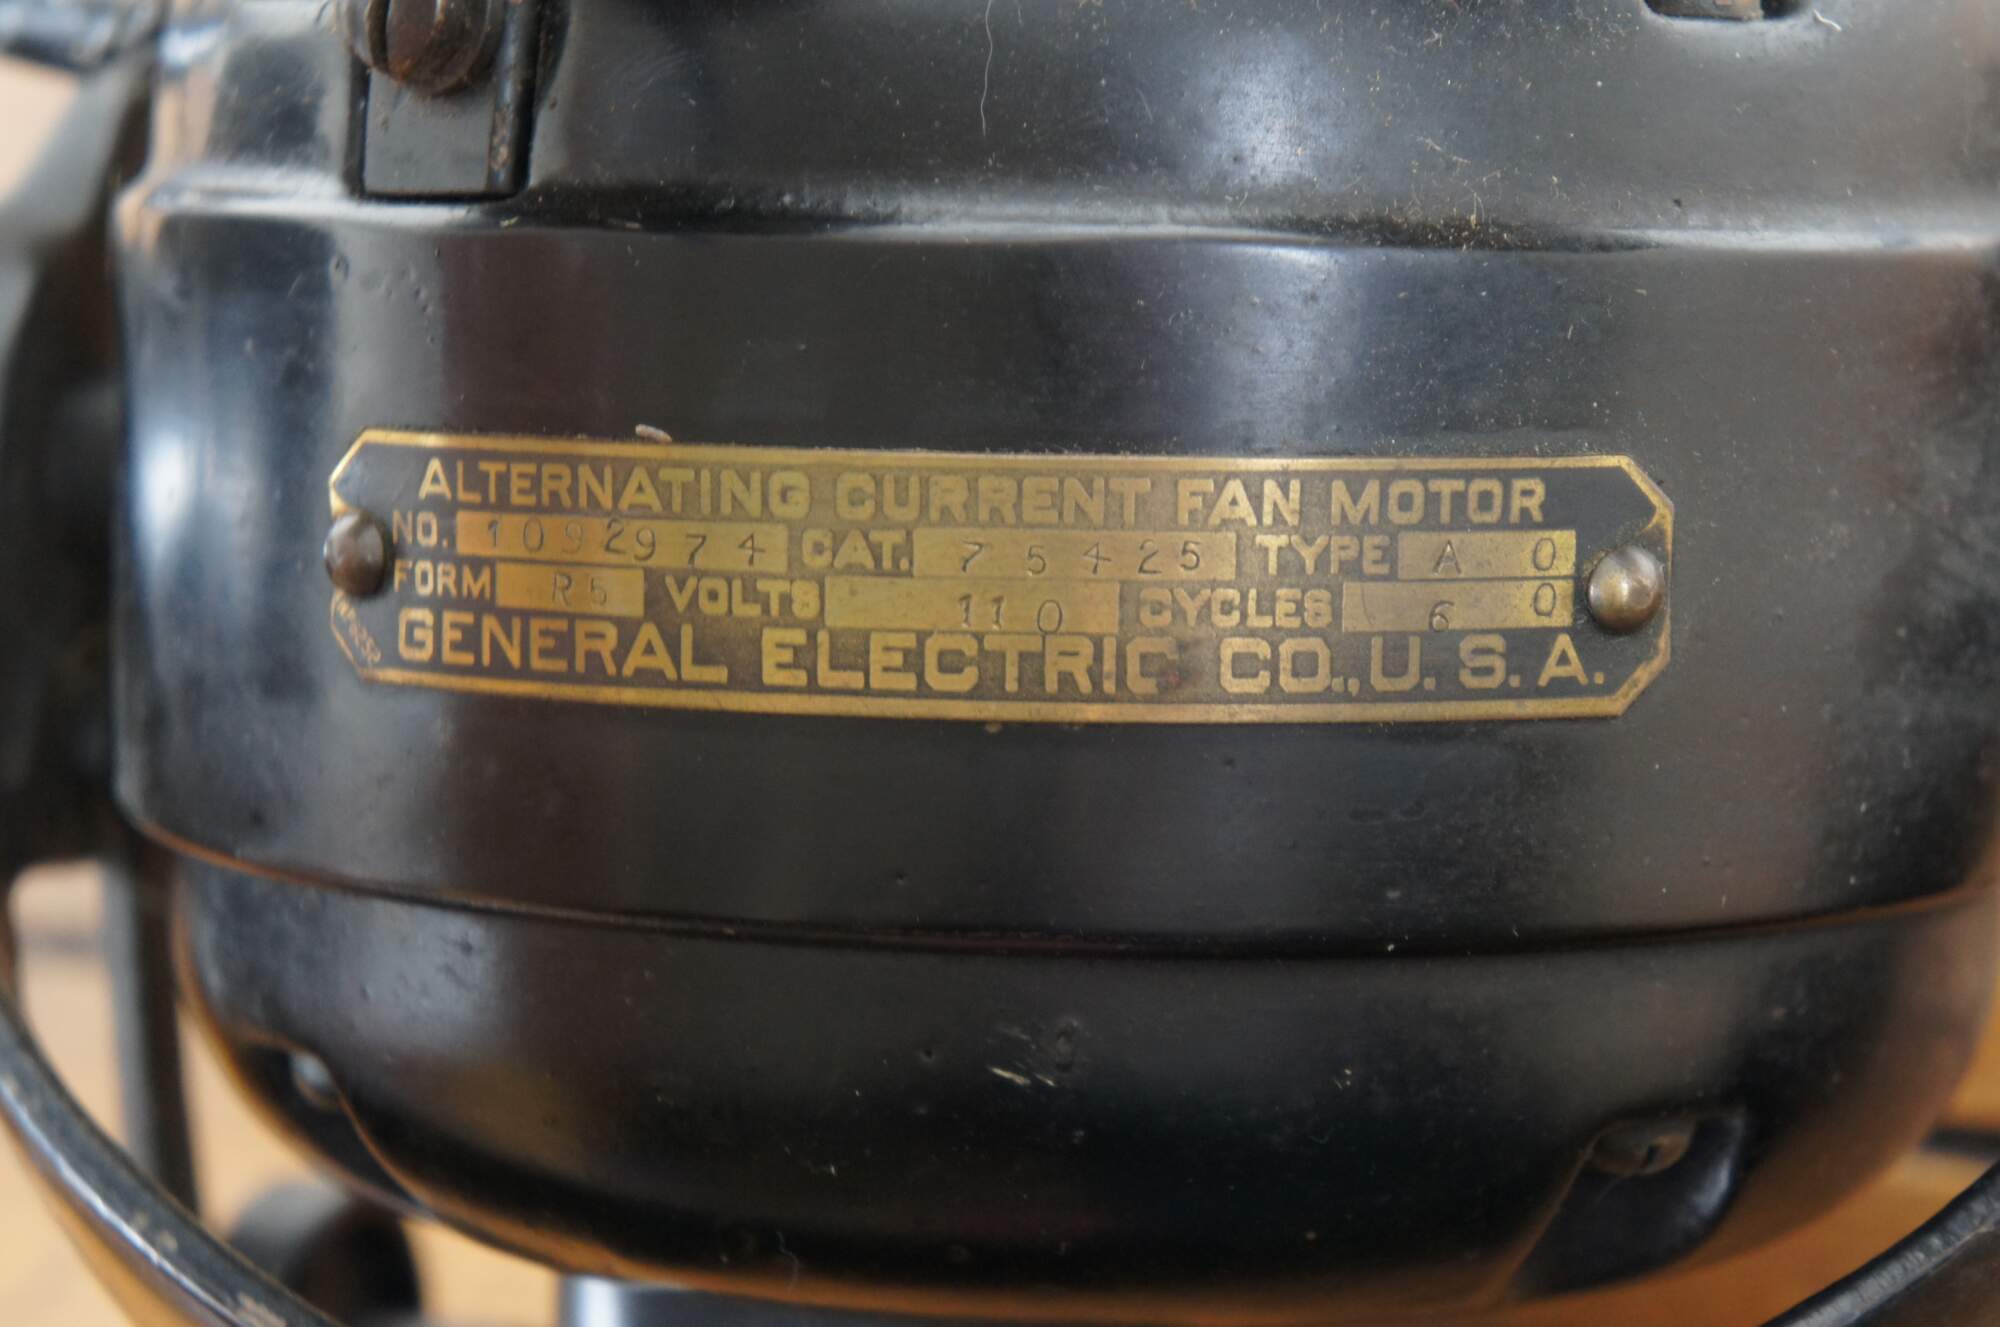 ALTERNATING CURRENT FAN MOTOR
NO. 1092974 CAT. 75425 TYPE A 0
FORM R5 VOLTS 110 CYCLES 60
GENERAL ELECTRIC CO., U.S.A.